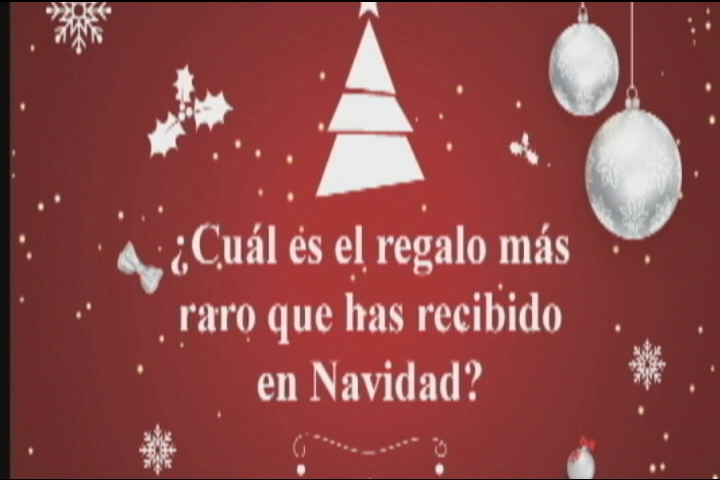 ¿Cuál es el regalo más
raro que has recibido
en Navidad?